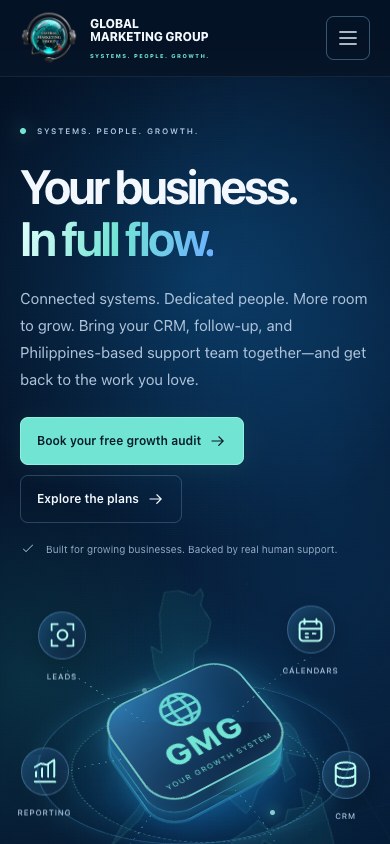 GLOBAL
MARKETING GROUP
SYSTEMS. PEOPLE. GROWTH.
SYSTEMS. PEOPLE. GROWTH.
Your business.
In full flow.
Connected systems. Dedicated people. More room
to grow. Bring your CRM, follow-up, and
Philippines-based support team together—and get
back to the work you love.
Book your free growth audit →
Explore the plans →
Built for growing businesses. Backed by real human support.
LEADS
CALENDARS
GMG
YOUR GROWTH SYSTEM
REPORTING
CRM